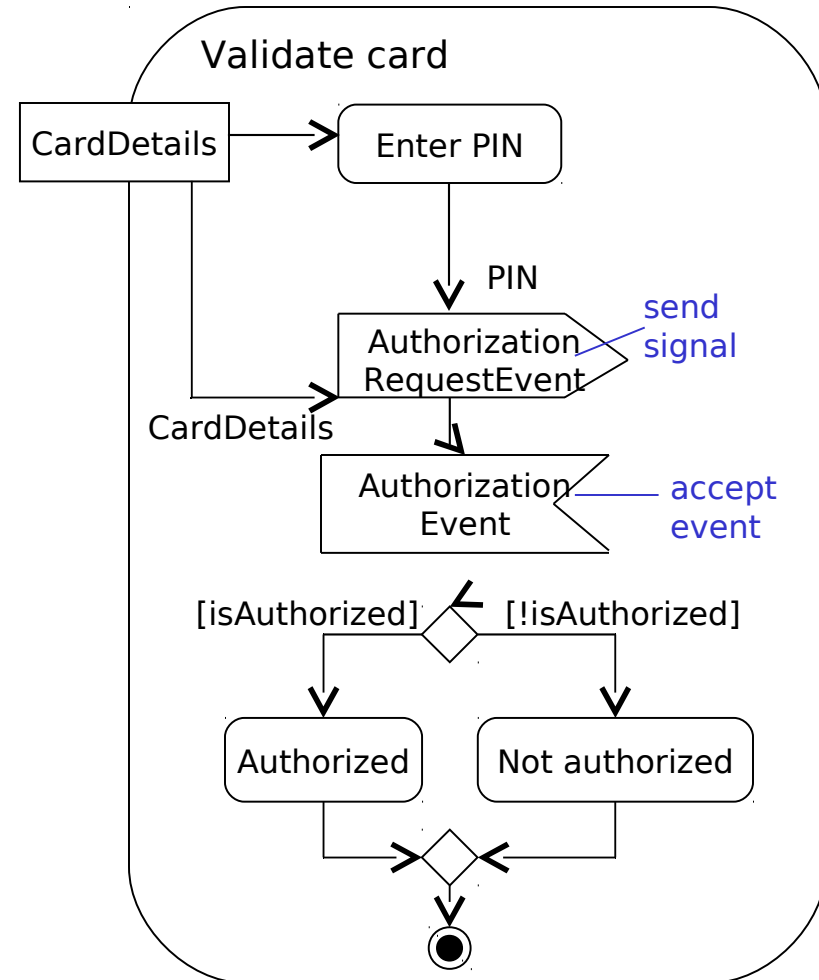 Validate card
CardDetails
Enter PIN
PIN
send
signal
Authorization
RequestEvent
CardDetails
Authorization
Event
accept
event
[isAuthorized]
[!isAuthorized]
Authorized
Not authorized